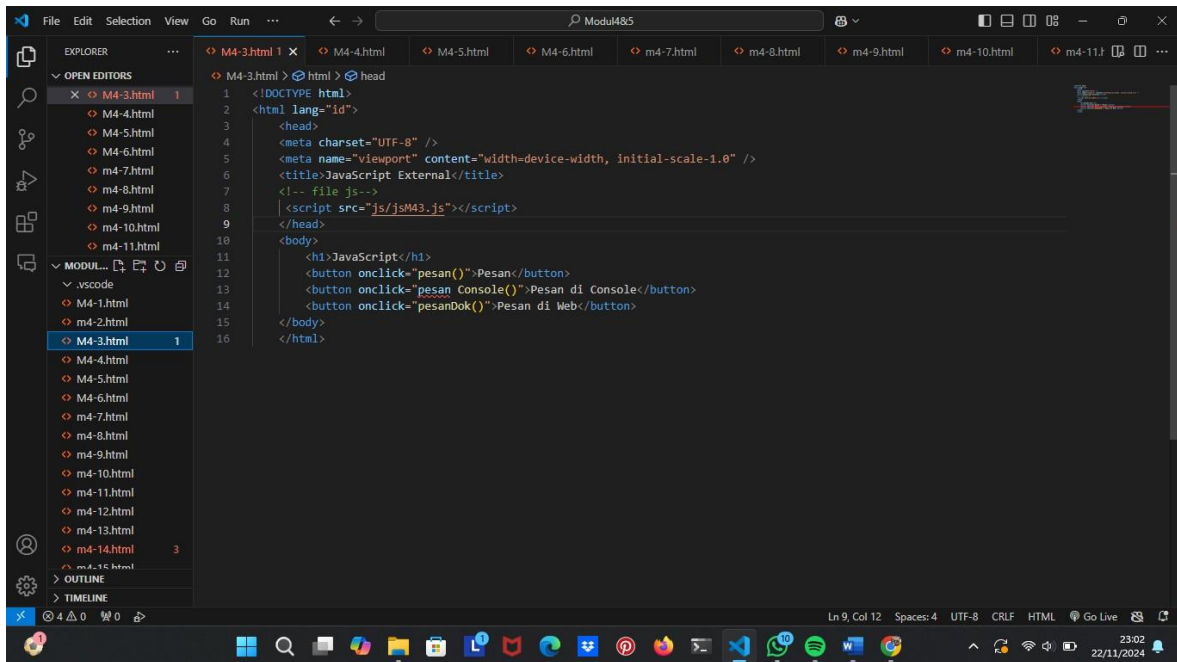 File Edit Selection View Go Run ...
Modul4&5
EXPLORER
OPEN EDITORS
M4-3.html 1
M4-4.html
M4-5.html
M4-6.html
m4-7.html
m4-8.html
m4-9.html
m4-10.html
m4-11.html
MODUL...
.vscode
M4-1.html
m4-2.html
M4-3.html 1
M4-4.html
M4-5.html
M4-6.html
m4-7.html
m4-8.html
m4-9.html
m4-10.html
m4-11.html
m4-12.html
m4-13.html
m4-14.html 3
m4-15.html
OUTLINE
TIMELINE
M4-3.html 1 M4-4.html M4-5.html M4-6.html m4-7.html m4-8.html m4-9.html m4-10.html m4-11.h
M4-3.html > html > head
1 <!DOCTYPE html>
2 <html lang="id">
3 <head>
4 <meta charset="UTF-8" />
5 <meta name="viewport" content="width=device-width, initial-scale=1.0" />
6 <title>JavaScript External</title>
7 <!-- file js-->
8 <script src="js/jsM43.js"></script>
9 </head>
10 <body>
11 <h1>JavaScript</h1>
12 <button onclick="pesan()">Pesan</button>
13 <button onclick="pesan Console()">Pesan di Console</button>
14 <button onclick="pesanDok()">Pesan di Web</button>
15 </body>
16 </html>
4 0 0 Ln 9, Col 12 Spaces: 4 UTF-8 CRLF HTML Go Live
1 L 9 10 W 23:02
22/11/2024